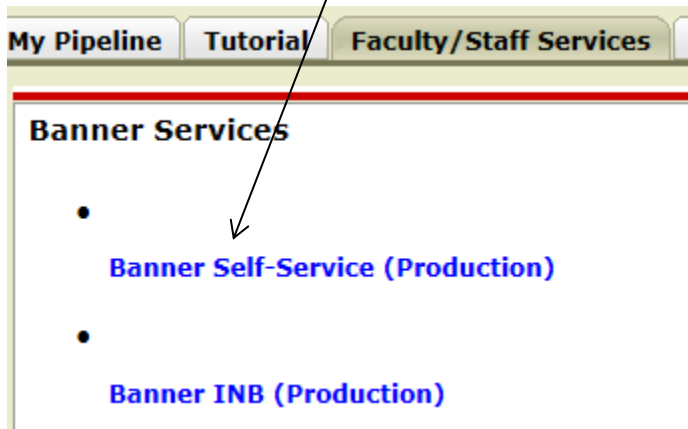 My Pipeline Tutorial Faculty/Staff Services
Banner Services
Banner Self-Service (Production)
Banner INB (Production)